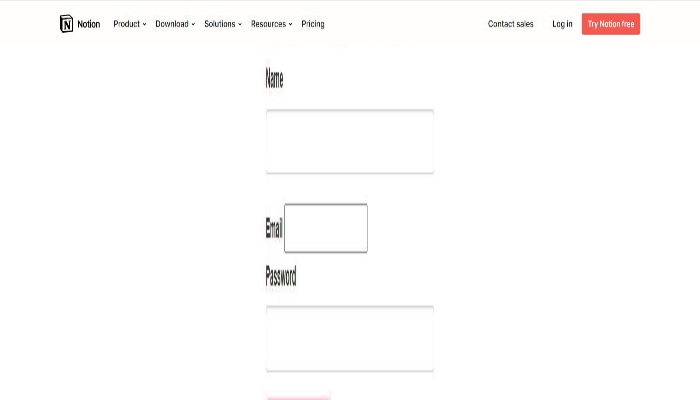 Notion Product Download Solutions Resources Pricing Contact sales Log in Try Notion free
Name
Email
Password